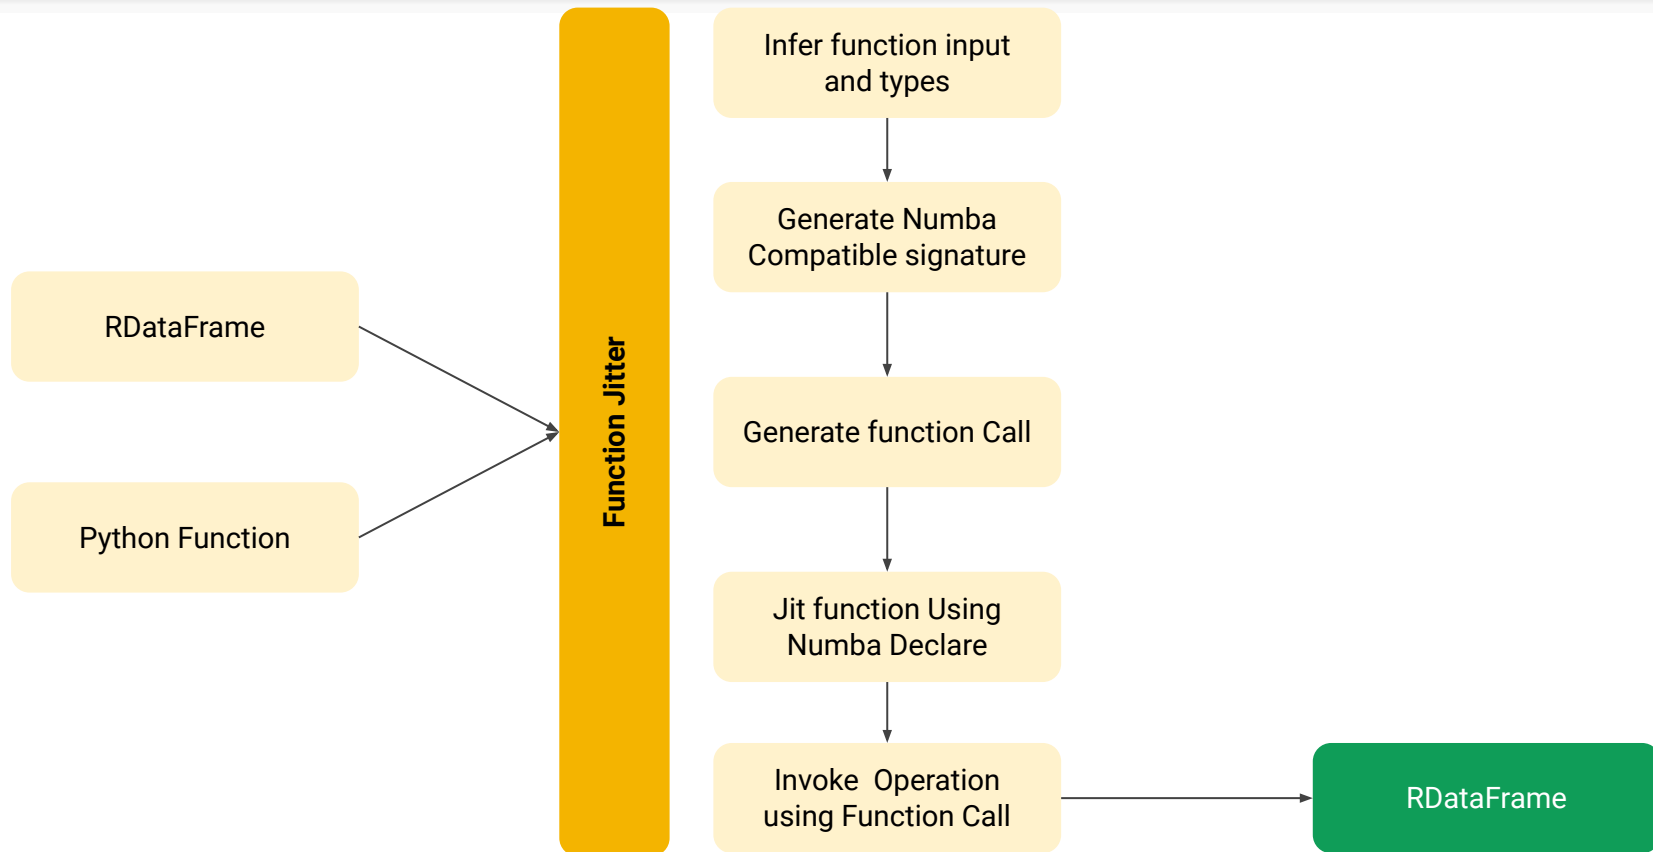 RDataFrame
Python Function
Function Jitter
Infer function input
and types
Generate Numba
Compatible signature
Generate function Call
Jit function Using
Numba Declare
Invoke  Operation
using Function Call
RDataFrame